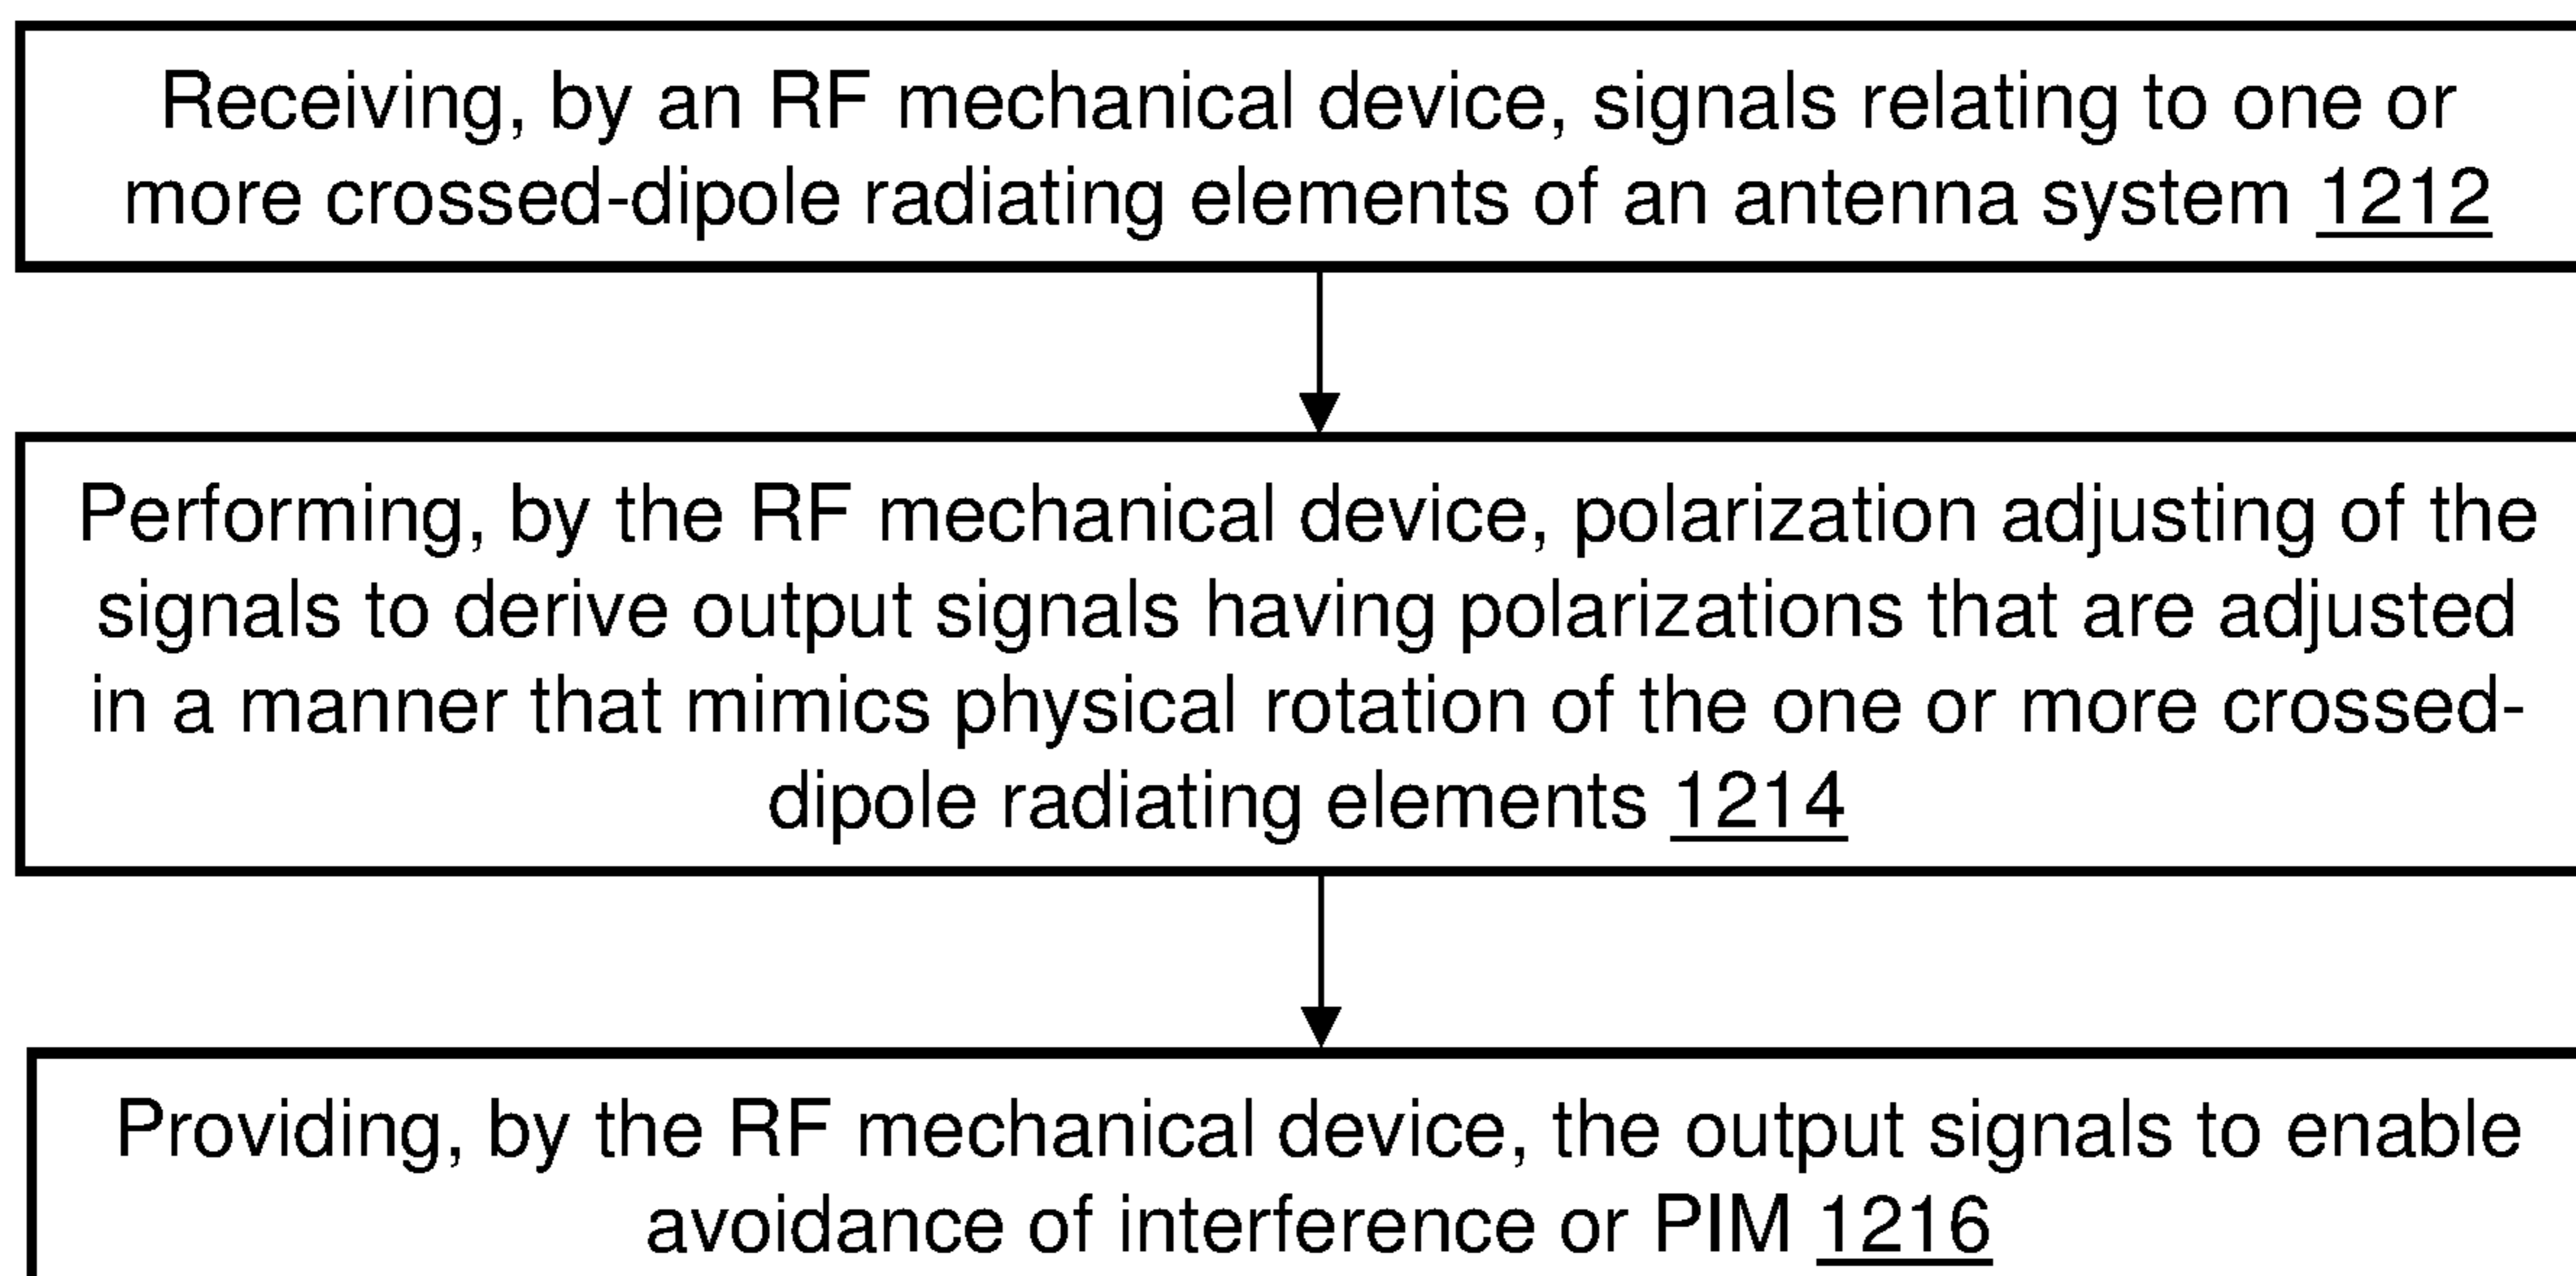 Receiving, by an RF mechanical device, signals relating to one or
more crossed-dipole radiating elements of an antenna system 1212
Performing, by the RF mechanical device, polarization adjusting of the
signals to derive output signals having polarizations that are adjusted
in a manner that mimics physical rotation of the one or more crossed-
dipole radiating elements 1214
Providing, by the RF mechanical device, the output signals to enable
avoidance of interference or PIM 1216